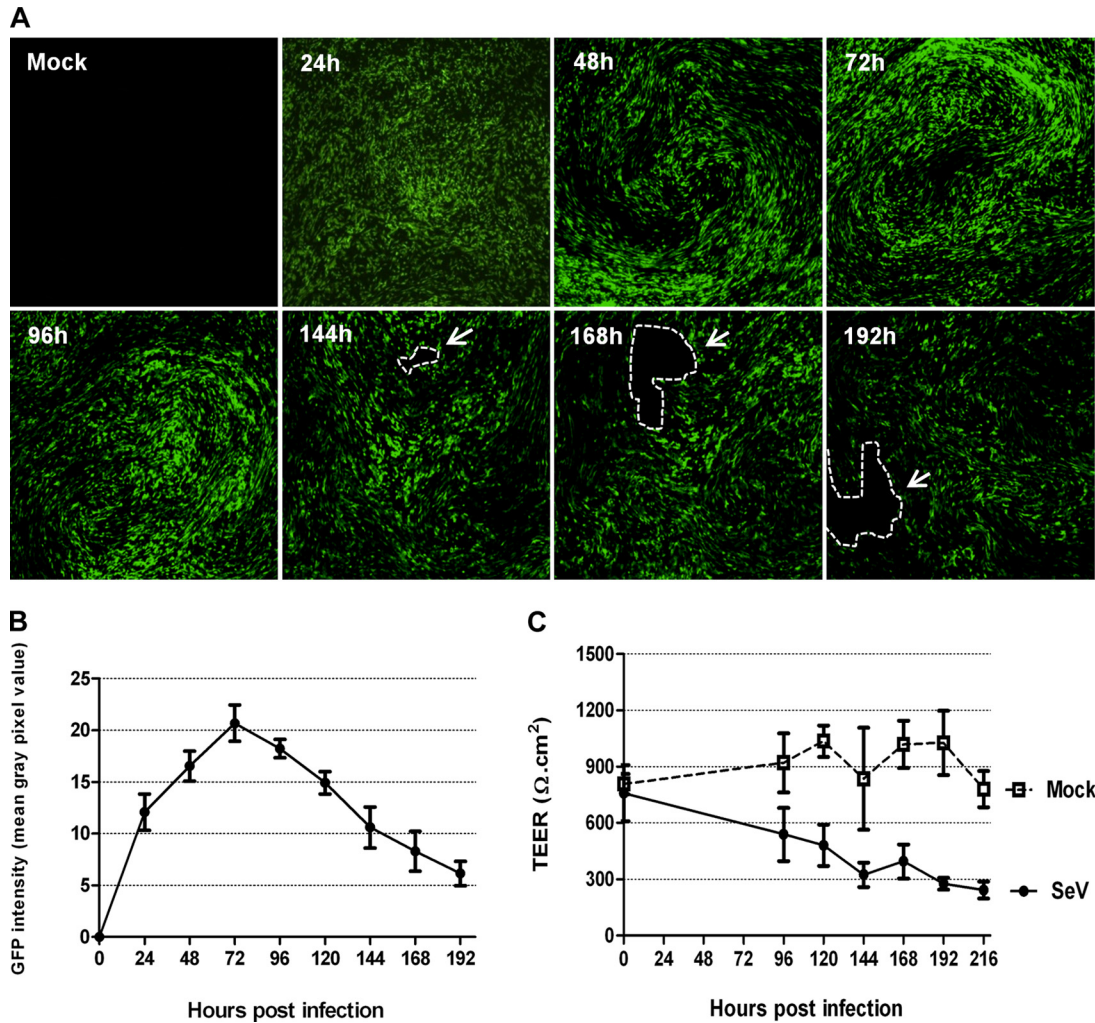 A
Mock
24h
48h
72h
96h
144h
168h
192h
B
GFP intensity (mean gray pixel value)
25
20
15
10
5
0
0 24 48 72 96 120 144 168 192
Hours post infection
C
TEER (Ω.cm²)
1500
1200
900
600
300
0
0 24 48 72 96 120 144 168 192 216
Hours post infection
Mock
SeV